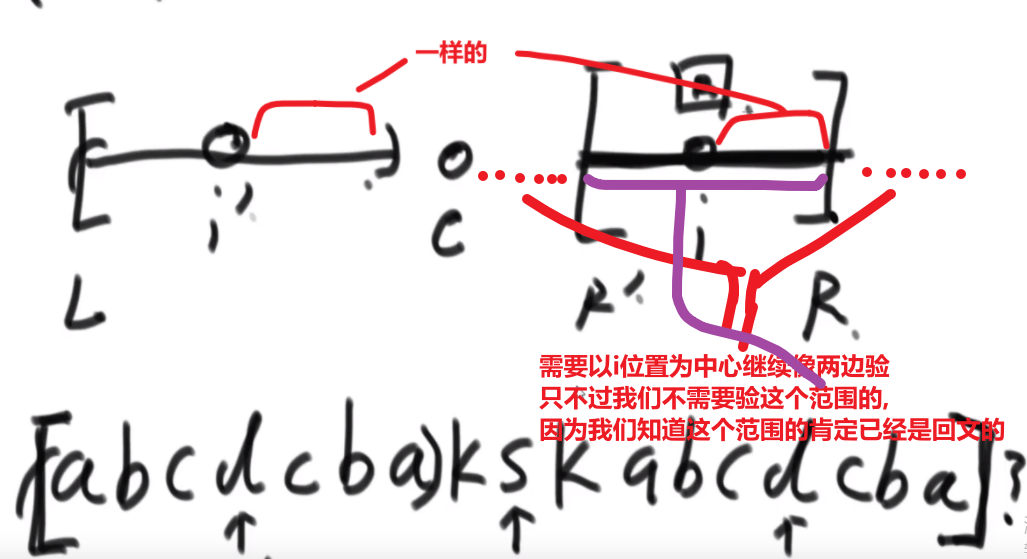 一样的
i' C i
L R' R
需要以i位置为中心继续像两边验
只不过我们不需要验这个范围的,
因为我们知道这个范围的肯定已经是回文的
[(abcdcba)kskabcdcba]?